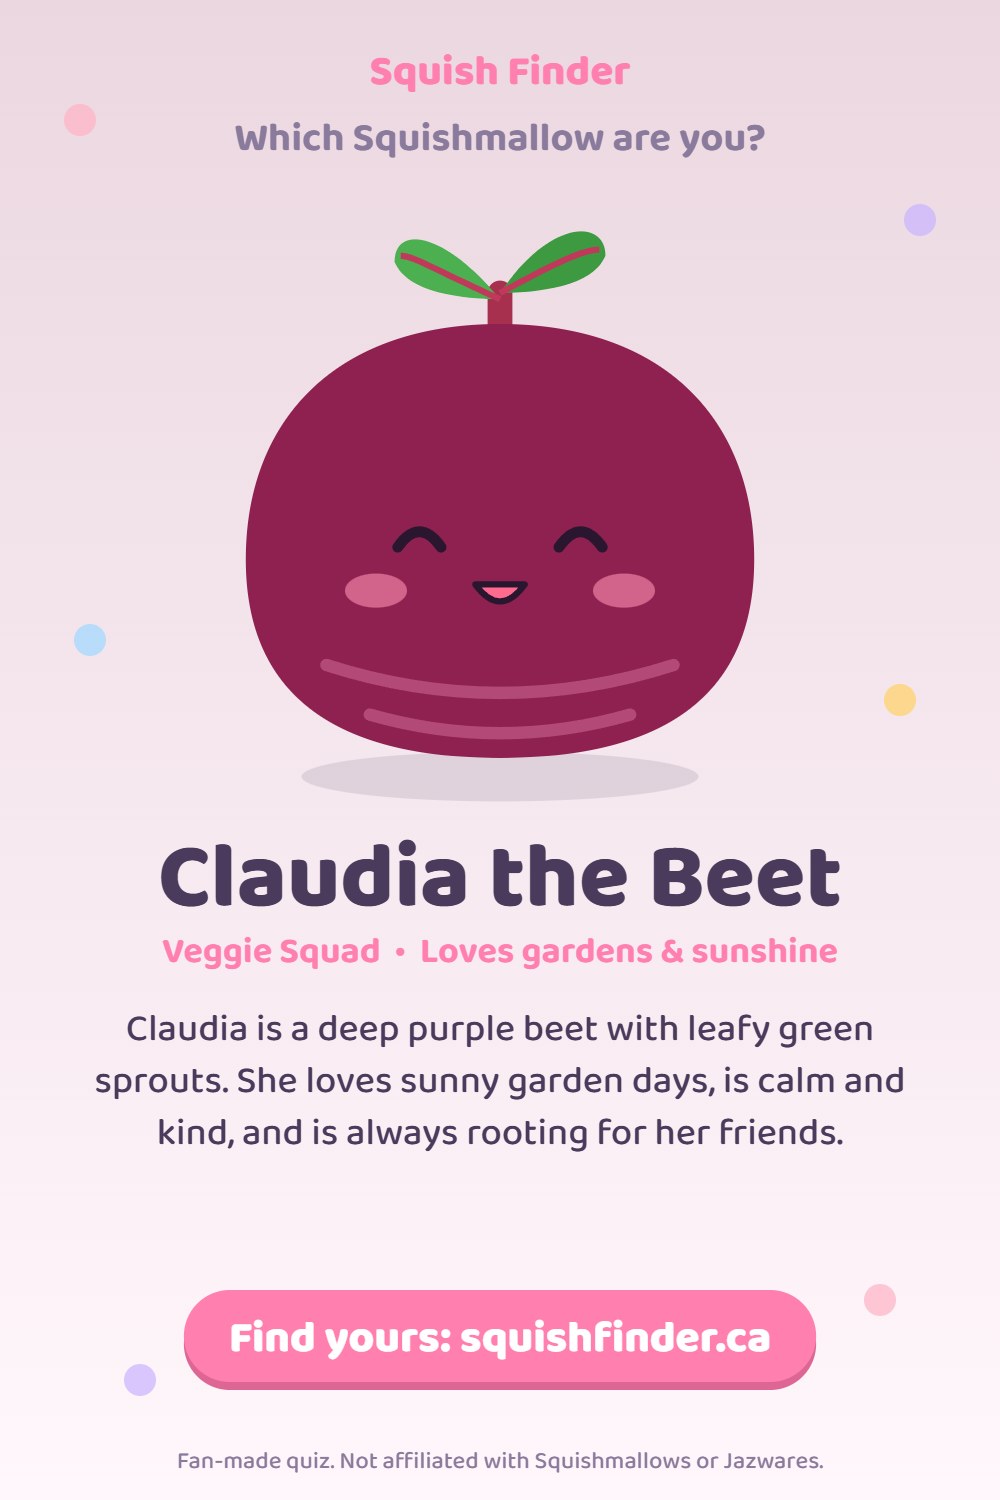 Squish Finder
Which Squishmallow are you?
Claudia the Beet
Veggie Squad • Loves gardens & sunshine
Claudia is a deep purple beet with leafy green
sprouts. She loves sunny garden days, is calm and
kind, and is always rooting for her friends.
Find yours: squishfinder.ca
Fan-made quiz. Not affiliated with Squishmallows or Jazwares.